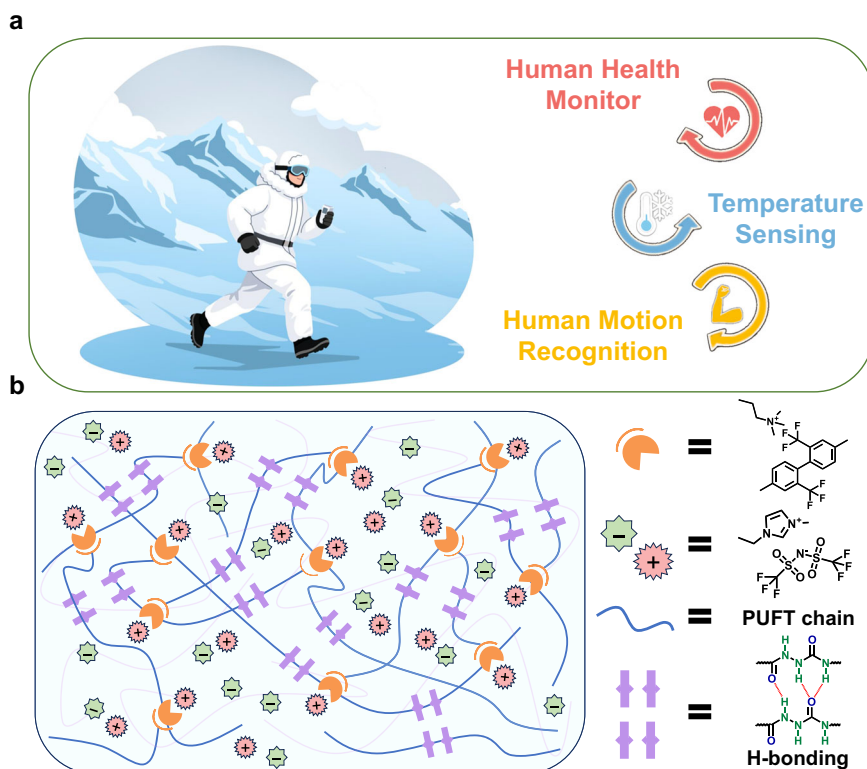 a
Human Health
Monitor
Temperature
Sensing
Human Motion
Recognition
b
PUFT chain
H-bonding